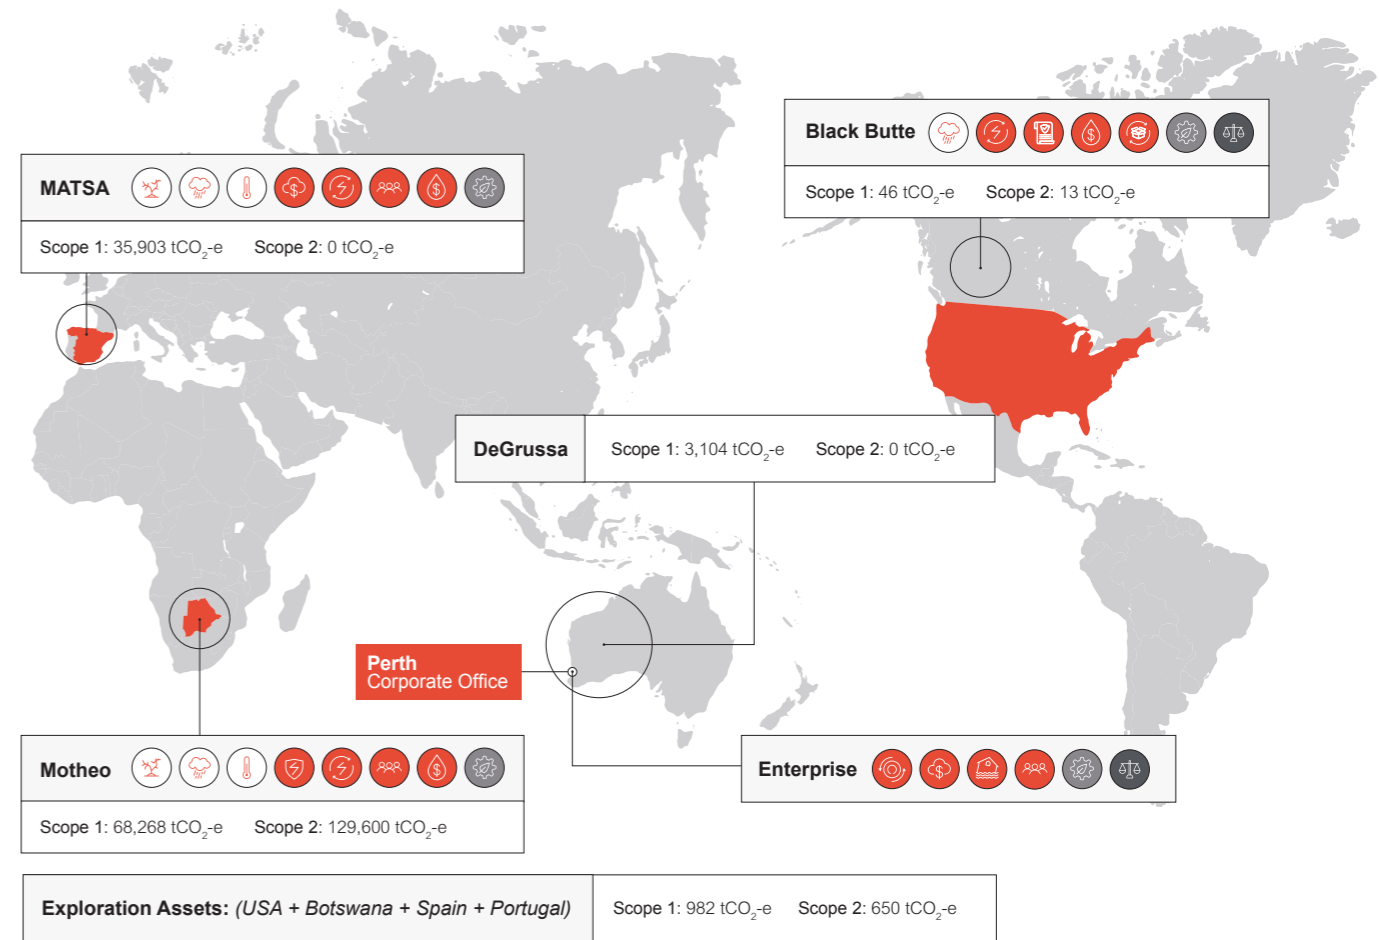 Black Butte
Scope 1: 46 tCO₂-e Scope 2: 13 tCO₂-e
MATSA
Scope 1: 35,903 tCO₂-e Scope 2: 0 tCO₂-e
DeGrussa
Scope 1: 3,104 tCO₂-e Scope 2: 0 tCO₂-e
Perth
Corporate Office
Motheo
Scope 1: 68,268 tCO₂-e Scope 2: 129,600 tCO₂-e
Enterprise
Exploration Assets: (USA + Botswana + Spain + Portugal)
Scope 1: 982 tCO₂-e Scope 2: 650 tCO₂-e